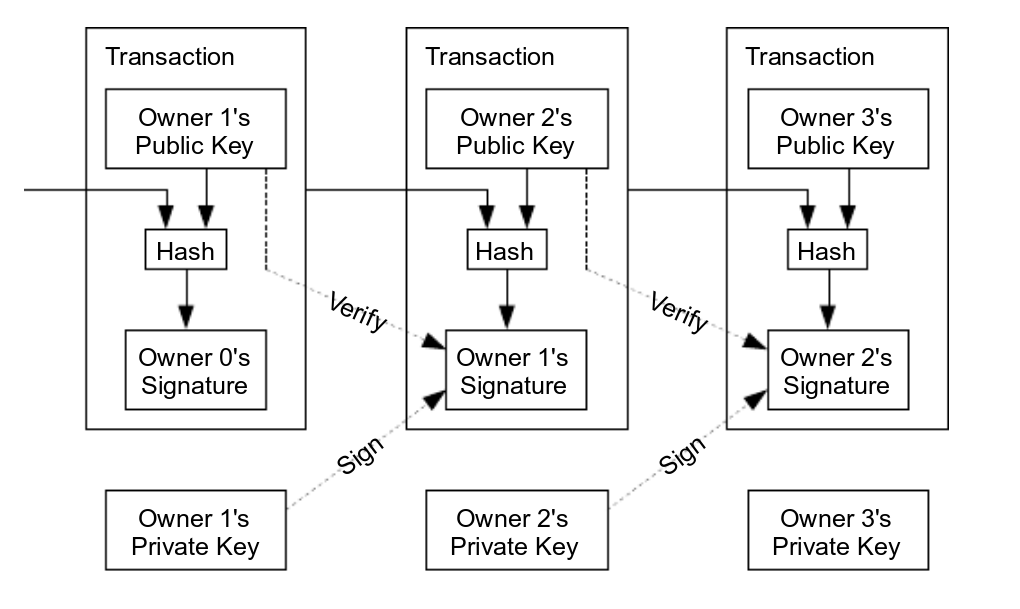 Transaction
Owner 1's
Public Key
Hash
Verify
Owner 0's
Signature
Transaction
Owner 2's
Public Key
Hash
Verify
Owner 1's
Signature
Transaction
Owner 3's
Public Key
Hash
Owner 2's
Signature
Sign
Sign
Owner 1's
Private Key
Owner 2's
Private Key
Owner 3's
Private Key